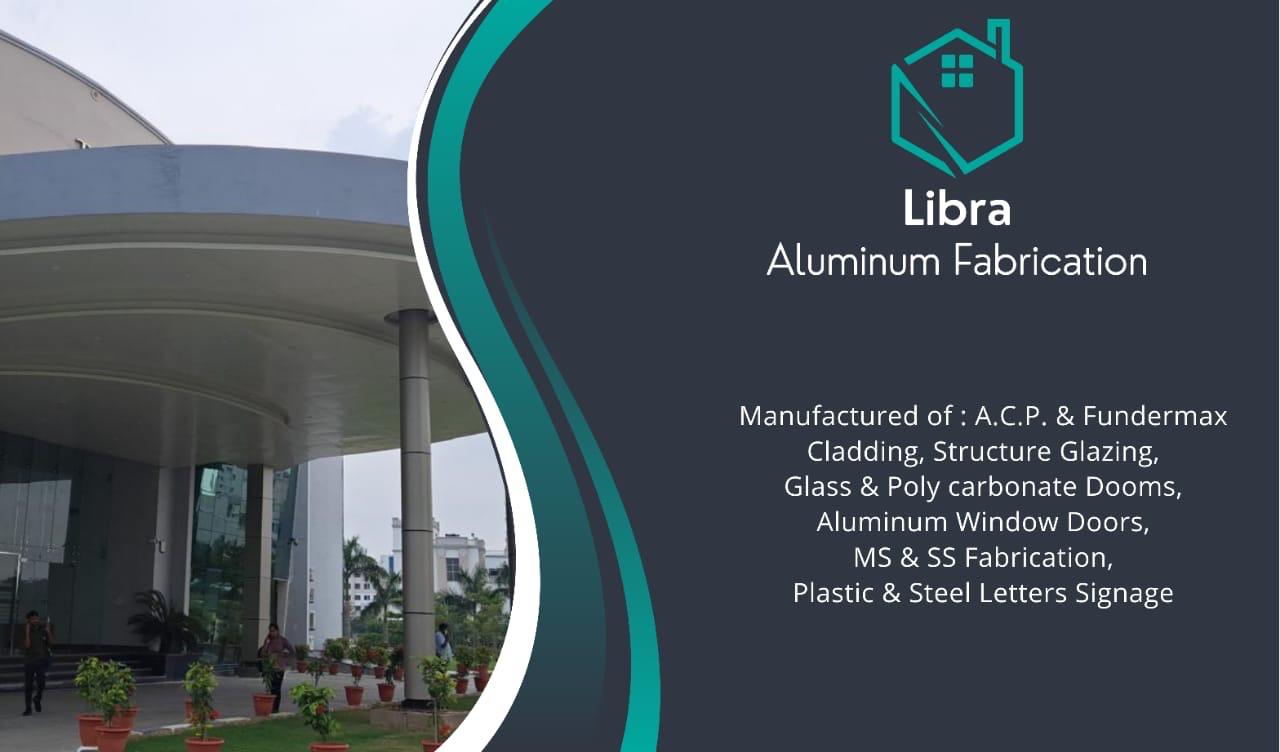 Libra
Aluminum Fabrication
Manufactured of : A.C.P. & Fundermax
Cladding, Structure Glazing,
Glass & Poly carbonate Dooms,
Aluminum Window Doors,
MS & SS Fabrication,
Plastic & Steel Letters Signage